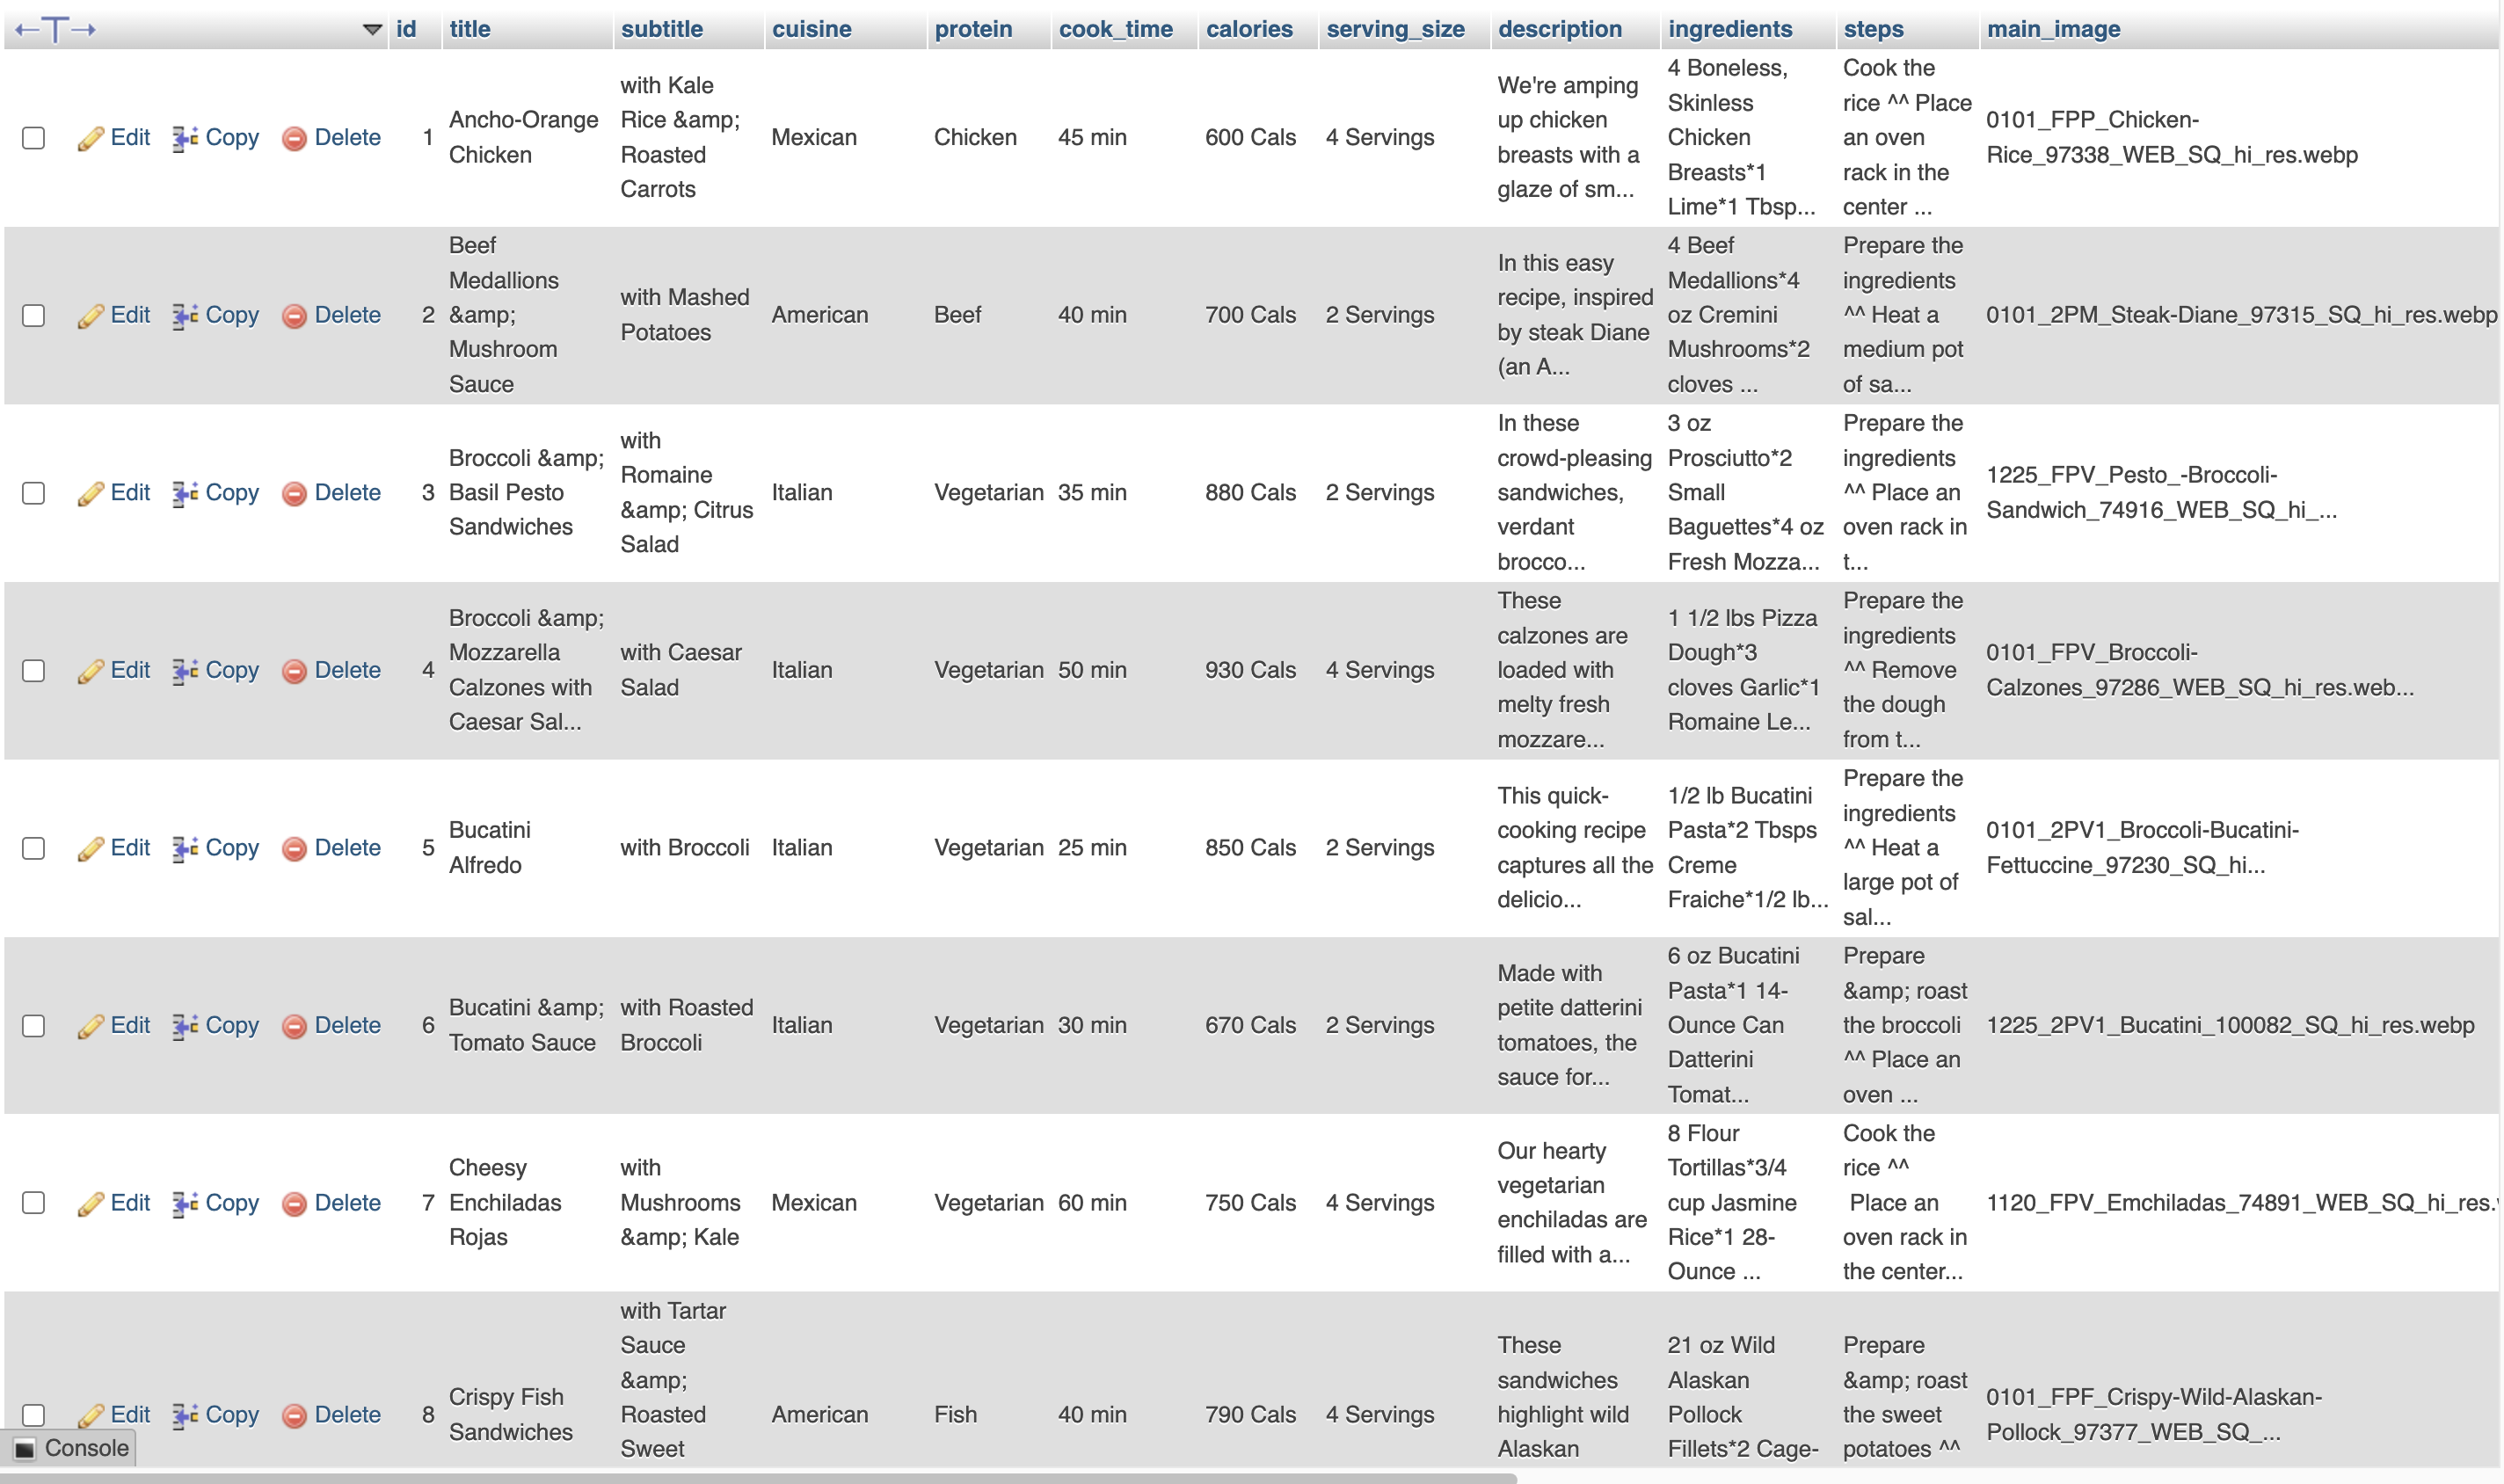 id title subtitle cuisine protein cook_time calories serving_size description ingredients steps main_image
Edit Copy Delete
1
Ancho-Orange
Chicken
with Kale
Rice &amp;
Roasted
Carrots
Mexican
Chicken
45 min
600 Cals
4 Servings
We're amping
up chicken
breasts with a
glaze of sm...
4 Boneless,
Skinless
Chicken
Breasts*1
Lime*1 Tbsp...
Cook the
rice ^^ Place
an oven
rack in the
center ...
0101_FPP_Chicken-
Rice_97338_WEB_SQ_hi_res.webp
Edit Copy Delete
2
Beef
Medallions
&amp;
Mushroom
Sauce
with Mashed
Potatoes
American
Beef
40 min
700 Cals
2 Servings
In this easy
recipe, inspired
by steak Diane
(an A...
4 Beef
Medallions*4
oz Cremini
Mushrooms*2
cloves ...
Prepare the
ingredients
^^ Heat a
medium pot
of sa...
0101_2PM_Steak-Diane_97315_SQ_hi_res.webp
Edit Copy Delete
3
Broccoli &amp;
Basil Pesto
Sandwiches
with
Romaine
&amp; Citrus
Salad
Italian
Vegetarian
35 min
880 Cals
2 Servings
In these
crowd-pleasing
sandwiches,
verdant
brocco...
3 oz
Prosciutto*2
Small
Baguettes*4 oz
Fresh Mozza...
Prepare the
ingredients
^^ Place an
oven rack in
t...
1225_FPV_Pesto_-Broccoli-
Sandwich_74916_WEB_SQ_hi_...
Edit Copy Delete
4
Broccoli &amp;
Mozzarella
Calzones with
Caesar Sal...
with Caesar
Salad
Italian
Vegetarian
50 min
930 Cals
4 Servings
These
calzones are
loaded with
melty fresh
mozzare...
1 1/2 lbs Pizza
Dough*3
cloves Garlic*1
Romaine Le...
Prepare the
ingredients
^^ Remove
the dough
from t...
0101_FPV_Broccoli-
Calzones_97286_WEB_SQ_hi_res.web...
Edit Copy Delete
5
Bucatini
Alfredo
with Broccoli
Italian
Vegetarian
25 min
850 Cals
2 Servings
This quick-
cooking recipe
captures all the
delicio...
1/2 lb Bucatini
Pasta*2 Tbsps
Creme
Fraiche*1/2 lb...
Prepare the
ingredients
^^ Heat a
large pot of
sal...
0101_2PV1_Broccoli-Bucatini-
Fettuccine_97230_SQ_hi...
Edit Copy Delete
6
Bucatini &amp;
Tomato Sauce
with Roasted
Broccoli
Italian
Vegetarian
30 min
670 Cals
2 Servings
Made with
petite datterini
tomatoes, the
sauce for...
6 oz Bucatini
Pasta*1 14-
Ounce Can
Datterini
Tomat...
Prepare
&amp; roast
the broccoli
^^ Place an
oven ...
1225_2PV1_Bucatini_100082_SQ_hi_res.webp
Edit Copy Delete
7
Cheesy
Enchiladas
Rojas
with
Mushrooms
&amp; Kale
Mexican
Vegetarian
60 min
750 Cals
4 Servings
Our hearty
vegetarian
enchiladas are
filled with a...
8 Flour
Tortillas*3/4
cup Jasmine
Rice*1 28-
Ounce ...
Cook the
rice ^^
Place an
oven rack in
the center...
1120_FPV_Emchiladas_74891_WEB_SQ_hi_res.
Edit Copy Delete
8
Crispy Fish
Sandwiches
with Tartar
Sauce
&amp;
Roasted
Sweet
American
Fish
40 min
790 Cals
4 Servings
These
sandwiches
highlight wild
Alaskan
21 oz Wild
Alaskan
Pollock
Fillets*2 Cage-
Prepare
&amp; roast
the sweet
potatoes ^^
0101_FPF_Crispy-Wild-Alaskan-
Pollock_97377_WEB_SQ_...
Console